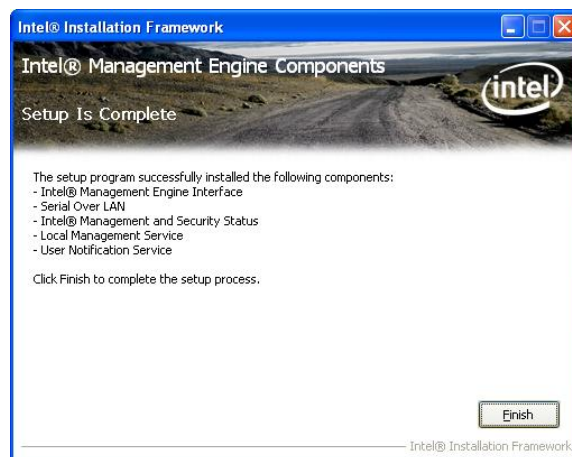 Intel® Installation Framework
Intel® Management Engine Components
intel
Setup Is Complete
The setup program successfully installed the following components:
- Intel® Management Engine Interface
- Serial Over LAN
- Intel® Management and Security Status
- Local Management Service
- User Notification Service
Click Finish to complete the setup process.
Finish
Intel® Installation Framework